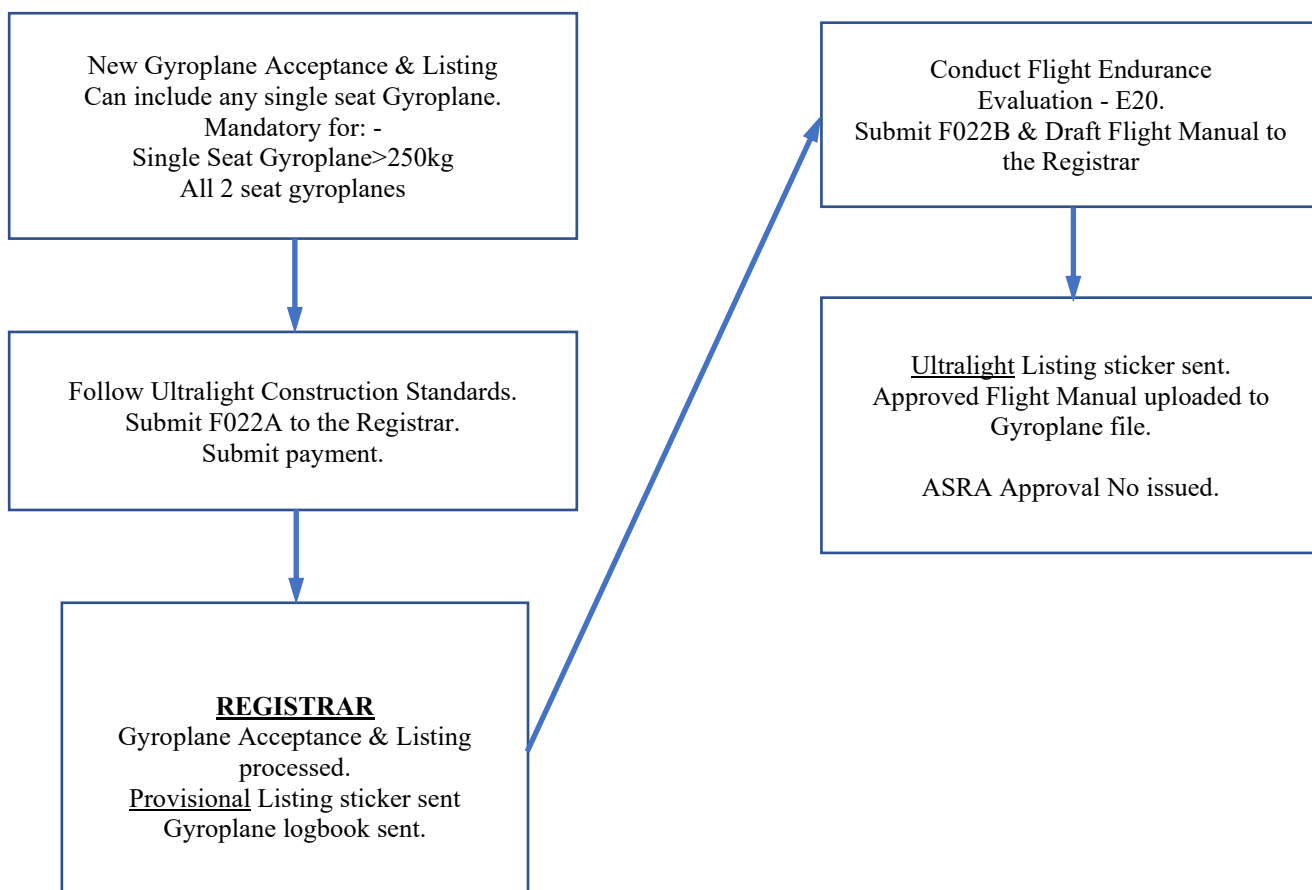 New Gyroplane Acceptance & Listing
Can include any single seat Gyroplane.
Mandatory for: -
Single Seat Gyroplane>250kg
All 2 seat gyroplanes
Follow Ultralight Construction Standards.
Submit F022A to the Registrar.
Submit payment.
REGISTRAR
Gyroplane Acceptance & Listing
processed.
Provisional Listing sticker sent
Gyroplane logbook sent.
Conduct Flight Endurance
Evaluation - E20.
Submit F022B & Draft Flight Manual to
the Registrar
Ultralight Listing sticker sent.
Approved Flight Manual uploaded to
Gyroplane file.
ASRA Approval No issued.